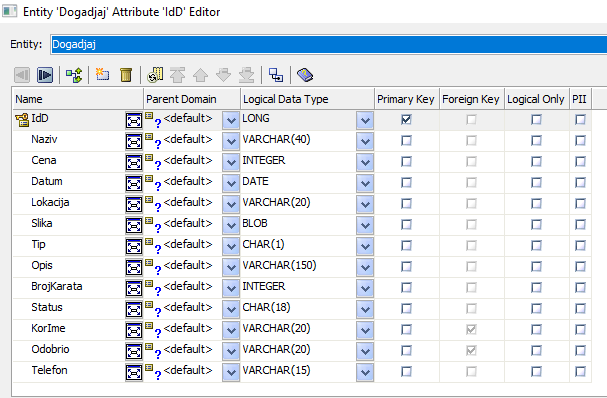 Entity 'Dogadjaj' Attribute 'IdD' Editor
Entity: Dogadjaj
Name Parent Domain Logical Data Type Primary Key Foreign Key Logical Only PII
IdD <default> LONG
Naziv <default> VARCHAR(40)
Cena <default> INTEGER
Datum <default> DATE
Lokacija <default> VARCHAR(20)
Slika <default> BLOB
Tip <default> CHAR(1)
Opis <default> VARCHAR(150)
BrojKarata <default> INTEGER
Status <default> CHAR(18)
KorIme <default> VARCHAR(20)
Odobrio <default> VARCHAR(20)
Telefon <default> VARCHAR(15)